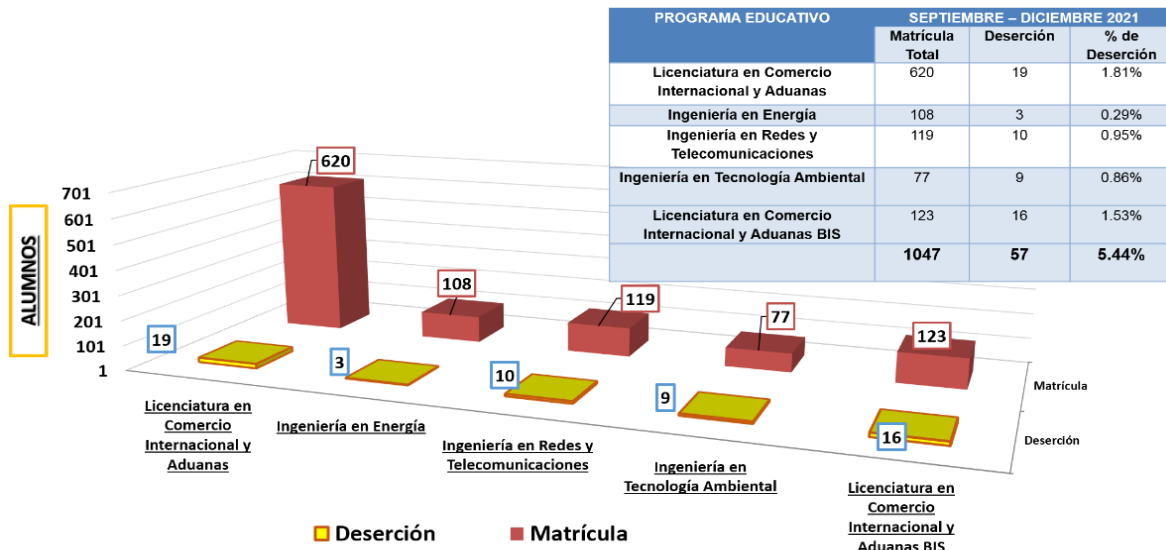 PROGRAMA EDUCATIVO SEPTIEMBRE – DICIEMBRE 2021
Matrícula Total Deserción % de Deserción
Licenciatura en Comercio Internacional y Aduanas 620 19 1.81%
Ingeniería en Energía 108 3 0.29%
Ingeniería en Redes y Telecomunicaciones 119 10 0.95%
Ingeniería en Tecnología Ambiental 77 9 0.86%
Licenciatura en Comercio Internacional y Aduanas BIS 123 16 1.53%
1047 57 5.44%
ALUMNOS
701
601
501
401
301
201
101
1
620
108
119
77
123
19
3
10
9
16
Matrícula
Deserción
Licenciatura en
Comercio
Internacional y
Aduanas
Ingeniería en Energía
Ingeniería en Redes y
Telecomunicaciones
Ingeniería en
Tecnología Ambiental
Licenciatura en
Comercio
Internacional y
Aduanas BIS
Deserción Matrícula